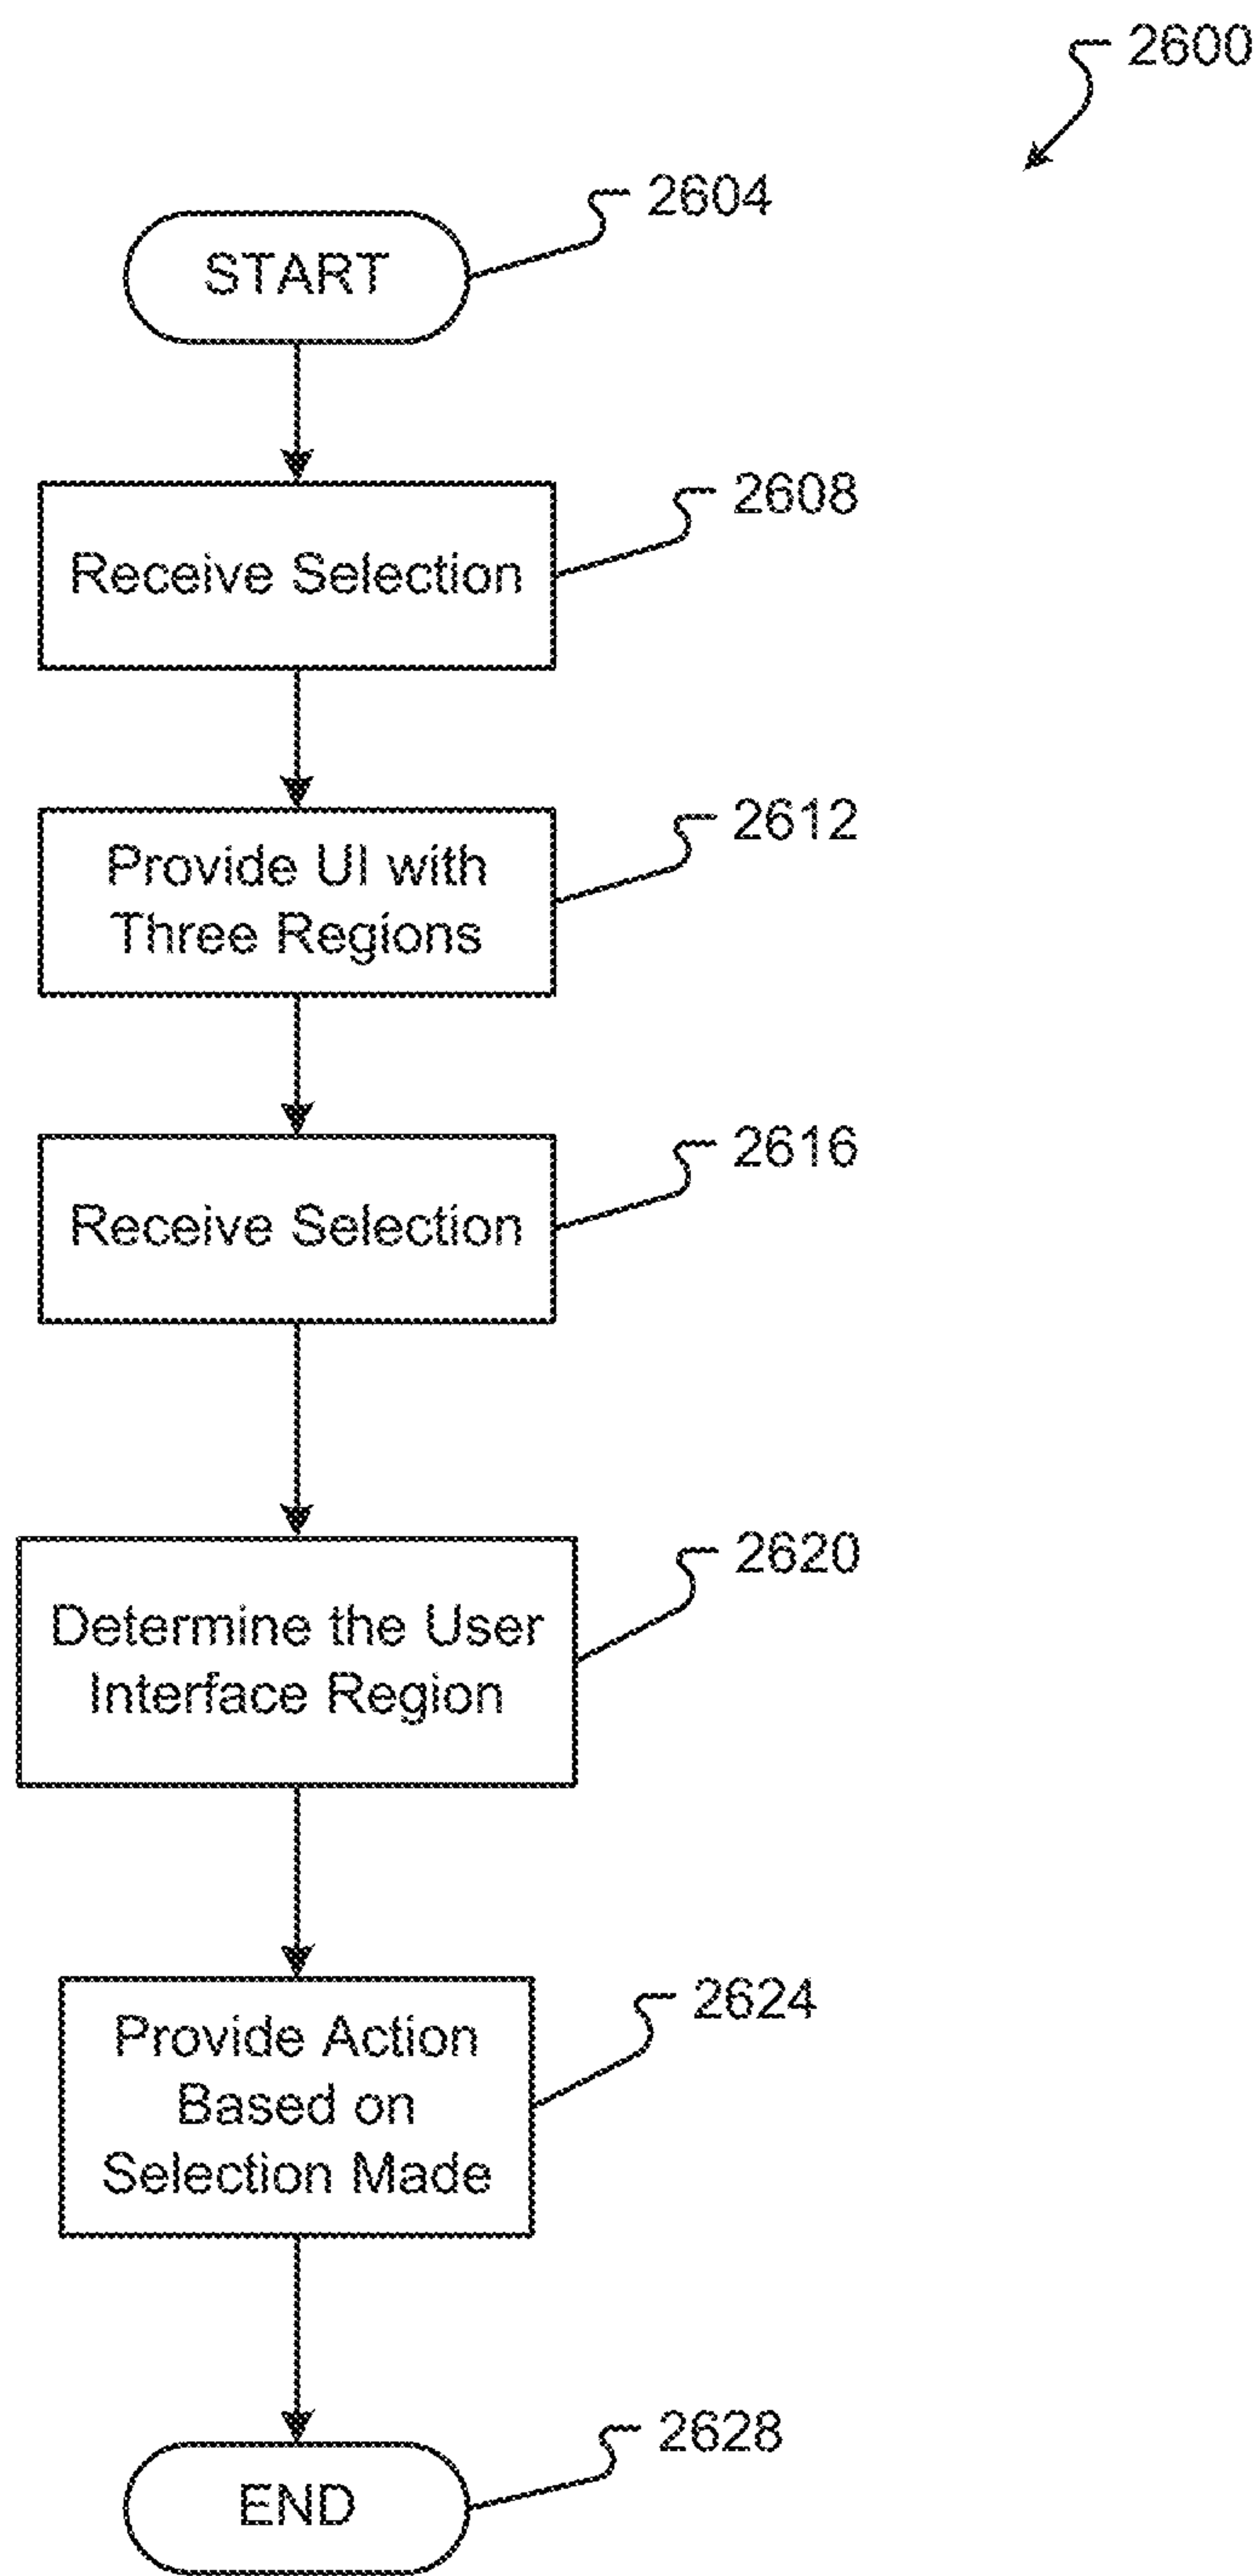 2600
2604
START
2608
Receive Selection
2612
Provide UI with
Three Regions
2616
Receive Selection
2620
Determine the User
Interface Region
2624
Provide Action
Based on
Selection Made
2628
END